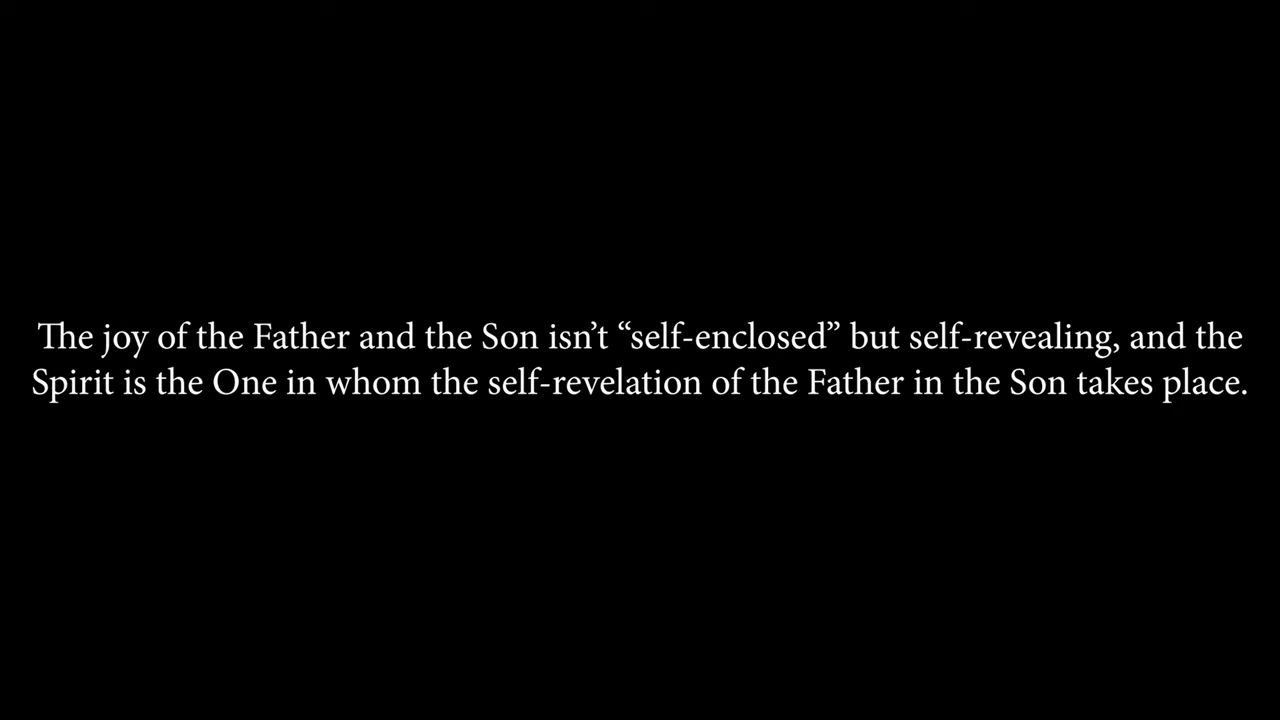 The joy of the Father and the Son isn’t “self-enclosed” but self-revealing, and the
Spirit is the One in whom the self-revelation of the Father in the Son takes place.